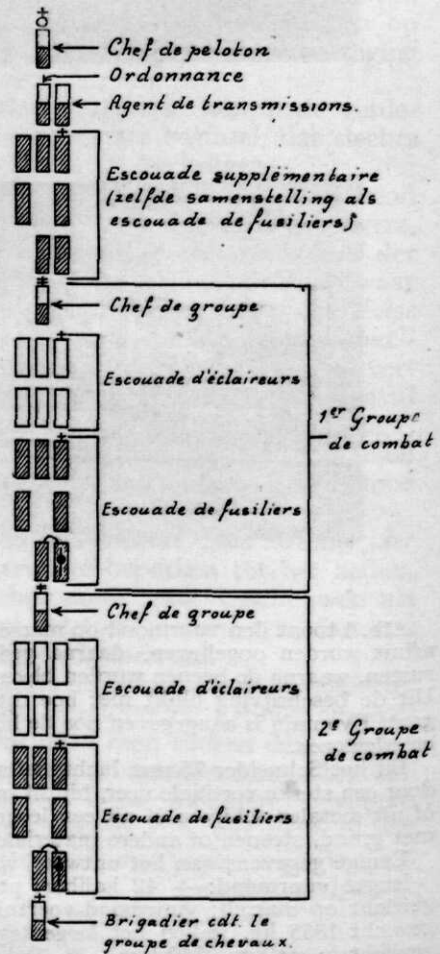 Chef de peloton
Ordonnance
Agent de transmissions.
Escouade supplémentaire
(zelfde samenstelling als
escouade de fusiliers)
Chef de groupe
Escouade d'éclaireurs
1er Groupe
de combat
Escouade de fusiliers
Chef de groupe
Escouade d'éclaireurs
2e Groupe
de combat
Escouade de fusiliers
Brigadier cdt. le
groupe de chevaux.